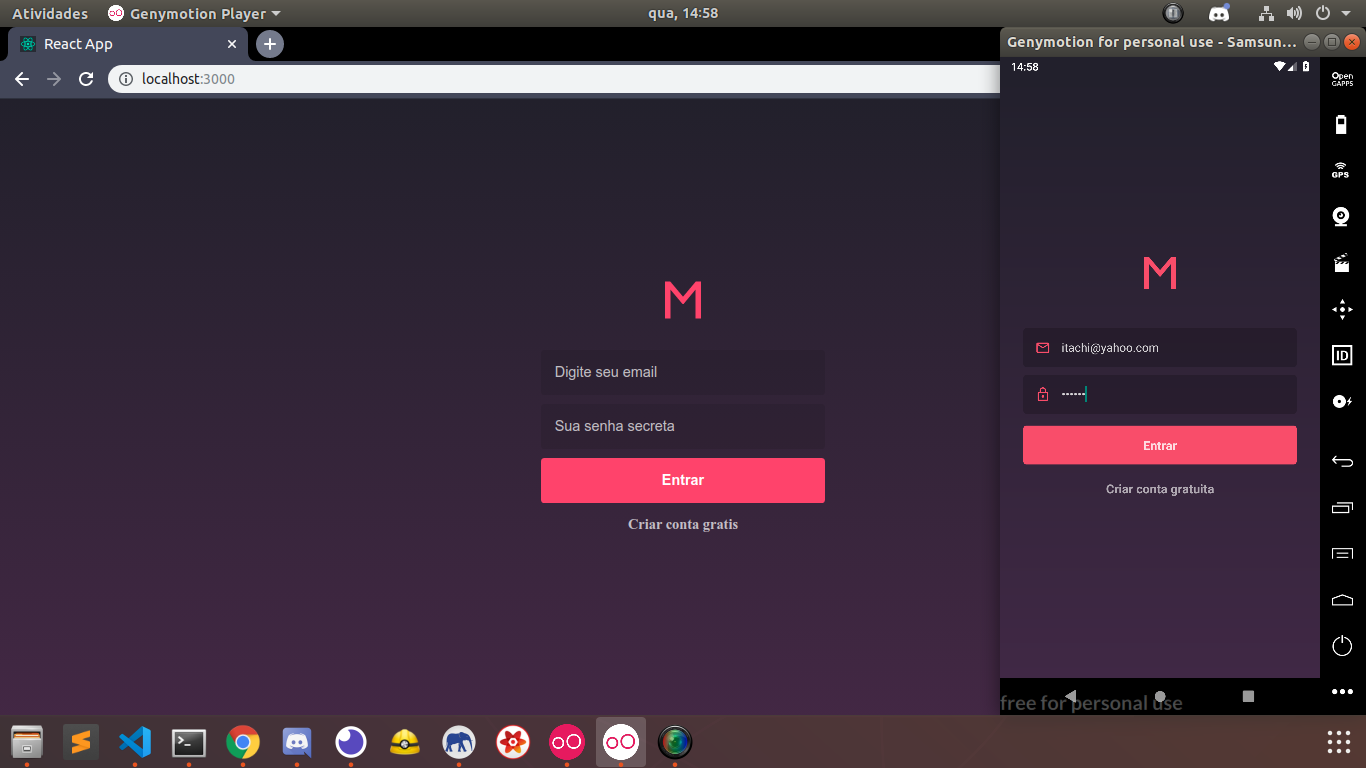 Atividades
Genymotion Player
qua, 14:58
React App
localhost:3000
M
Digite seu email
Sua senha secreta
Entrar
Criar conta gratis
Genymotion for personal use - Samsun...
14:58
M
itachi@yahoo.com
••••••
Entrar
Criar conta gratuita
free for personal use
Open
GAPPS
GPS
ID